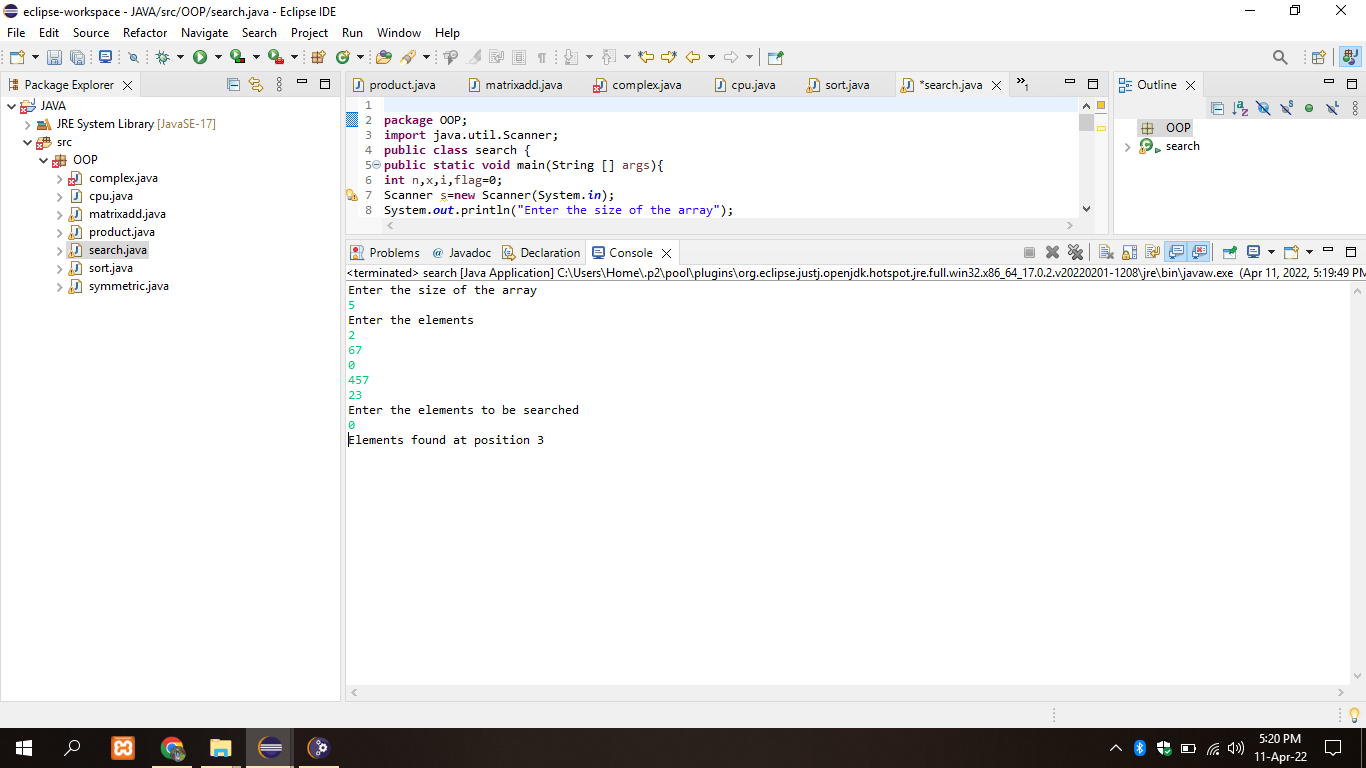 eclipse-workspace - JAVA/src/OOP/search.java - Eclipse IDE
File Edit Source Refactor Navigate Search Project Run Window Help
Package Explorer
JAVA
JRE System Library [JavaSE-17]
src
OOP
complex.java
cpu.java
matrixadd.java
product.java
search.java
sort.java
symmetric.java
product.java matrixadd.java complex.java cpu.java sort.java *search.java »1
1
2 package OOP;
3 import java.util.Scanner;
4 public class search {
5 public static void main(String [] args){
6 int n,x,i,flag=0;
7 Scanner s=new Scanner(System.in);
8 System.out.println("Enter the size of the array");
Outline
OOP
search
Problems @ Javadoc Declaration Console
<terminated> search [Java Application] C:\Users\Home\.p2\pool\plugins\org.eclipse.justj.openjdk.hotspot.jre.full.win32.x86_64_17.0.2.v20220201-1208\jre\bin\javaw.exe (Apr 11, 2022, 5:19:49 PM
Enter the size of the array
5
Enter the elements
2
67
0
457
23
Enter the elements to be searched
0
Elements found at position 3
5:20 PM
11-Apr-22